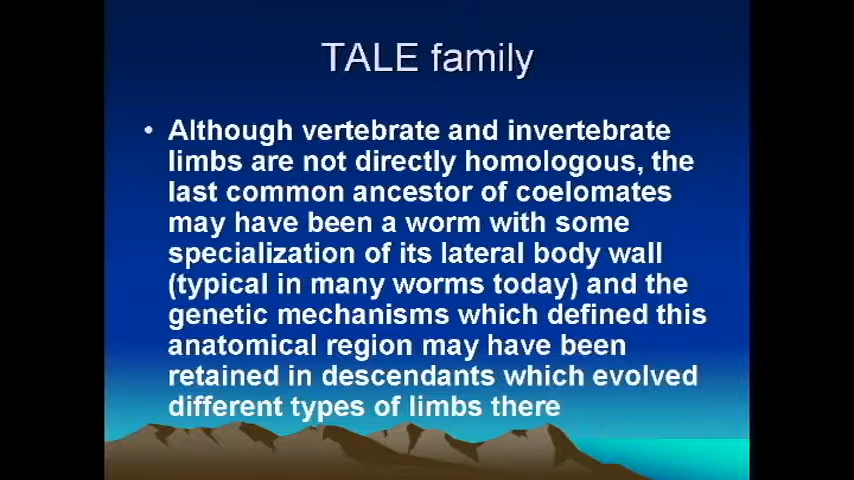 TALE family
• Although vertebrate and invertebrate
limbs are not directly homologous, the
last common ancestor of coelomates
may have been a worm with some
specialization of its lateral body wall
(typical in many worms today) and the
genetic mechanisms which defined this
anatomical region may have been
retained in descendants which evolved
different types of limbs there